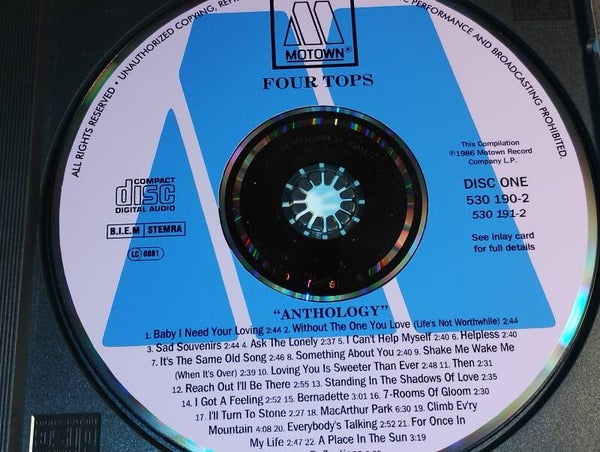 ALL RIGHTS RESERVED • UNAUTHORIZED COPYING,
PERFORMANCE AND BROADCASTING PROHIBITED.
MOTOWN®
FOUR TOPS
This Compilation
℗1986 Motown Record
Company L.P.
COMPACT
disc
DIGITAL AUDIO
DISC ONE
530 190-2
530 191-2
B.I.E.M STEMRA
See inlay card
for full details
LC 0881
"ANTHOLOGY"
1. Baby I Need Your Loving 2:44 2. Without The One You Love (Life's Not Worthwhile) 2:44
3. Sad Souvenirs 2:44 4. Ask The Lonely 2:37 5. I Can't Help Myself 2:40 6. Helpless 2:40
7. It's The Same Old Song 2:46 8. Something About You 2:40 9. Shake Me Wake Me
(When It's Over) 2:39 10. Loving You Is Sweeter Than Ever 2:48 11. Then 2:31
12. Reach Out I'll Be There 2:55 13. Standing In The Shadows Of Love 2:35
14. I Got A Feeling 2:52 15. Bernadette 3:01 16. 7-Rooms Of Gloom 2:30
17. I'll Turn To Stone 2:27 18. MacArthur Park 6:30 19. Climb Ev'ry
Mountain 4:08 20. Everybody's Talking 2:52 21. For Once In
My Life 2:47 22. A Place In The Sun 3:19